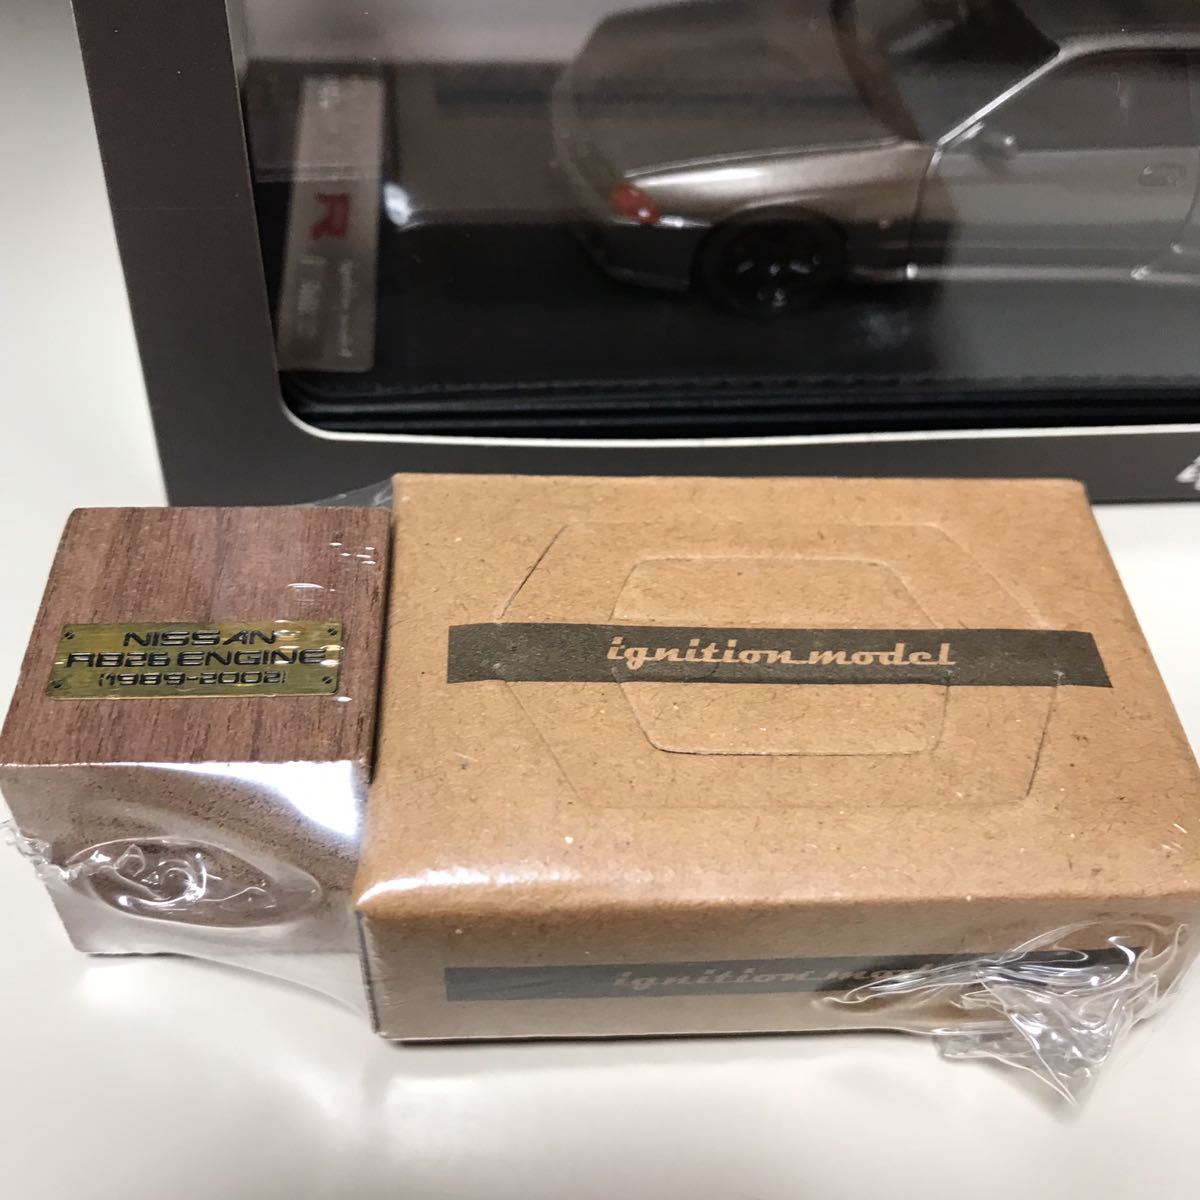 R
ignition model
NISSAN
RB26 ENGINE
(1989-2002)
ignition model